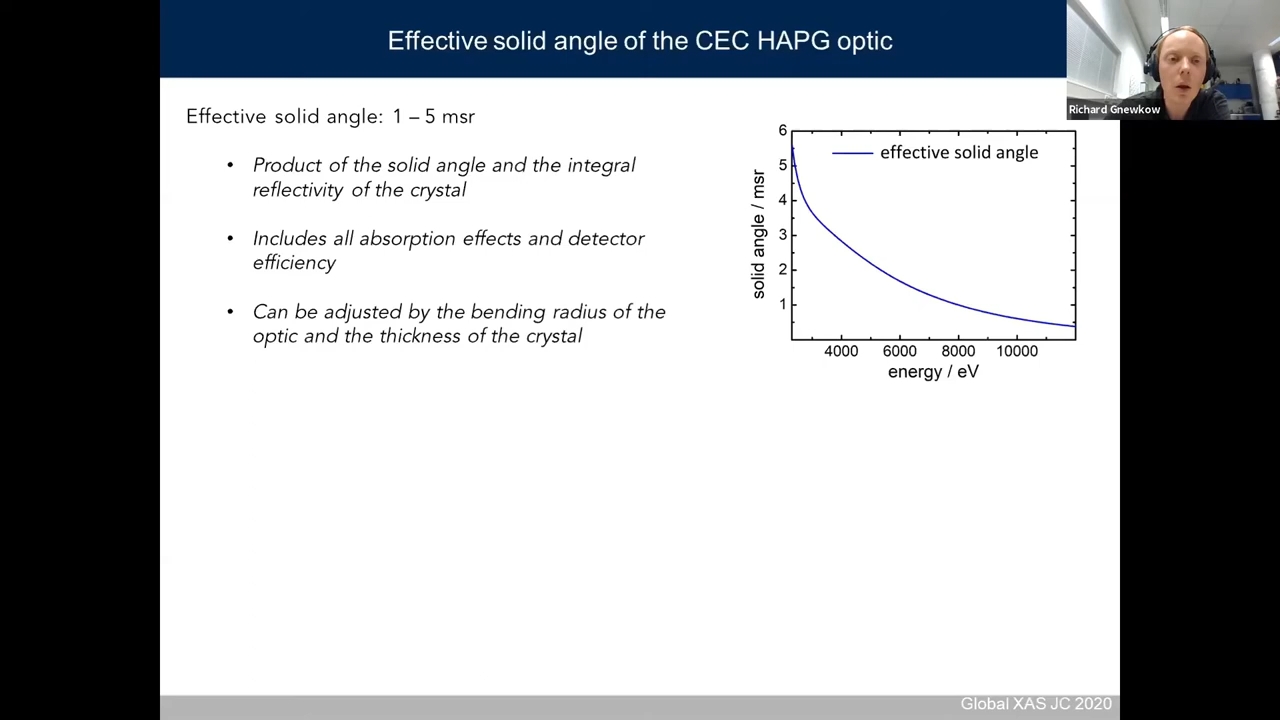 Effective solid angle of the CEC HAPG optic
Richard Gnewkow
Effective solid angle: 1 – 5 msr
• Product of the solid angle and the integral
reflectivity of the crystal
• Includes all absorption effects and detector
efficiency
• Can be adjusted by the bending radius of the
optic and the thickness of the crystal
effective solid angle
solid angle / msr
6
5
4
3
2
1
4000 6000 8000 10000
energy / eV
Global XAS JC 2020